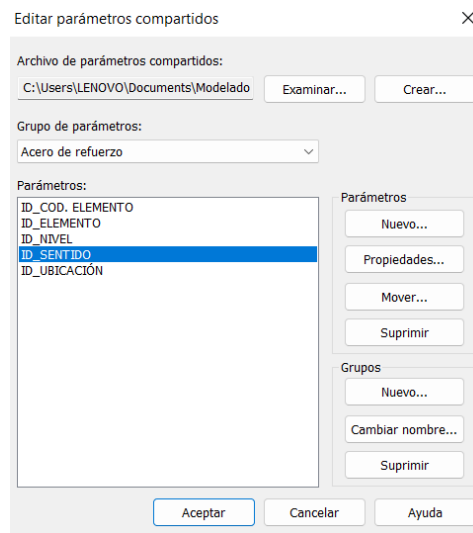 Editar parámetros compartidos
Archivo de parámetros compartidos:
C:\Users\LENOVO\Documents\Modelado
Examinar...
Crear...
Grupo de parámetros:
Acero de refuerzo
Parámetros:
ID_COD. ELEMENTO
ID_ELEMENTO
ID_NIVEL
ID_SENTIDO
ID_UBICACIÓN
Parámetros
Nuevo...
Propiedades...
Mover...
Suprimir
Grupos
Nuevo...
Cambiar nombre...
Suprimir
Aceptar
Cancelar
Ayuda